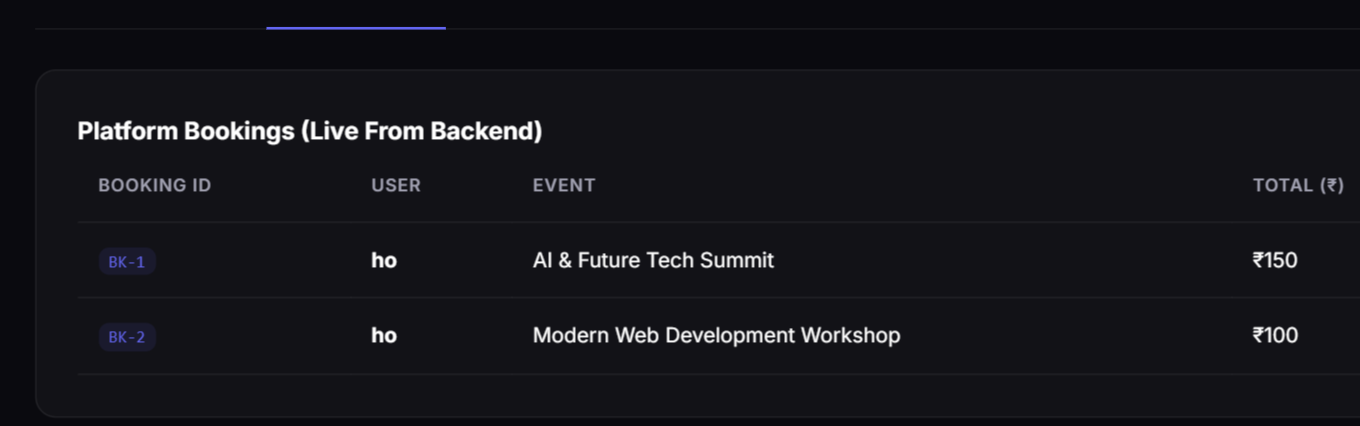 Platform Bookings (Live From Backend)
BOOKING ID USER EVENT TOTAL (₹)
BK-1 ho AI & Future Tech Summit ₹150
BK-2 ho Modern Web Development Workshop ₹100